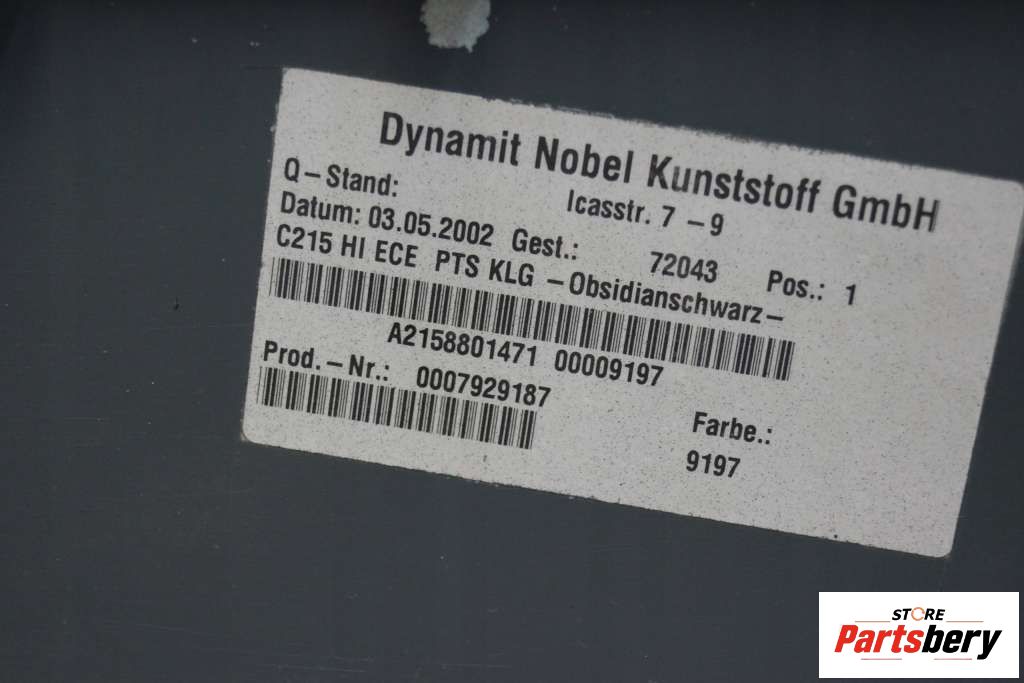 Dynamit Nobel Kunststoff GmbH
Q-Stand:
Icasstr. 7-9
Datum: 03.05.2002 Gest.: 72043 Pos.: 1
C215 HI ECE PTS KLG -Obsidianschwarz-
A2158801471 00009197
Prod.-Nr.: 0007929187
Farbe.:
9197
STORE
Partsbery